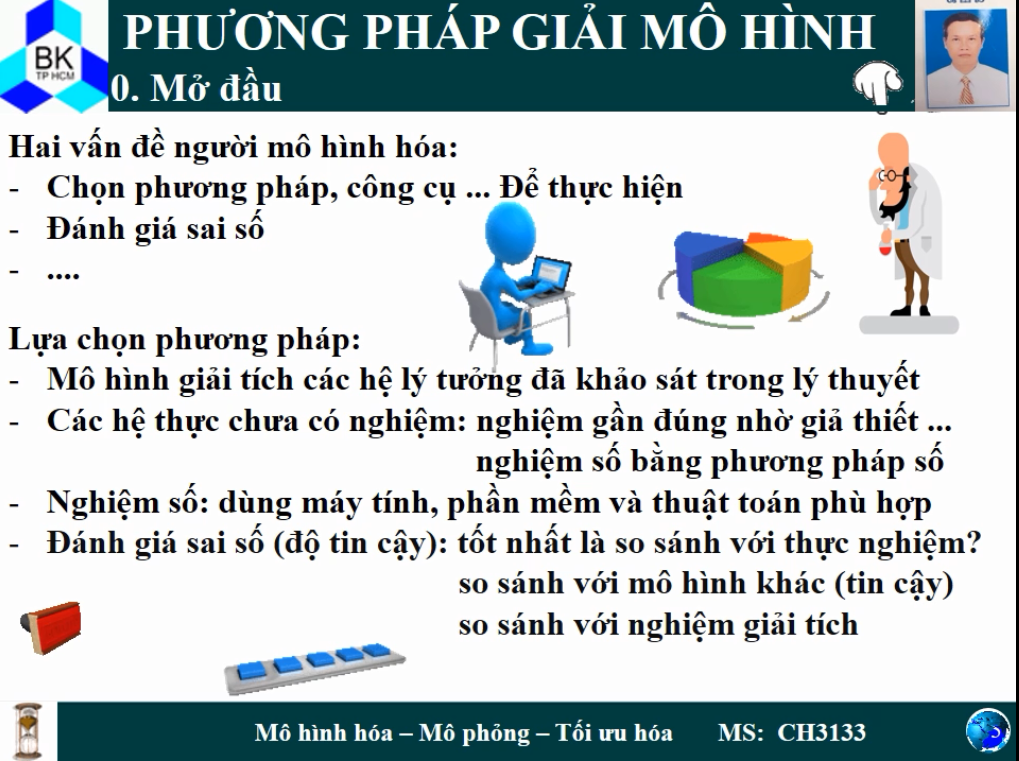 PHƯƠNG PHÁP GIẢI MÔ HÌNH
BK
TP HCM
0. Mở đầu
Hai vấn đề người mô hình hóa:
- Chọn phương pháp, công cụ ... Để thực hiện
- Đánh giá sai số
- ....
Lựa chọn phương pháp:
- Mô hình giải tích các hệ lý tưởng đã khảo sát trong lý thuyết
- Các hệ thực chưa có nghiệm: nghiệm gần đúng nhờ giả thiết ...
nghiệm số bằng phương pháp số
- Nghiệm số: dùng máy tính, phần mềm và thuật toán phù hợp
- Đánh giá sai số (độ tin cậy): tốt nhất là so sánh với thực nghiệm?
so sánh với mô hình khác (tin cậy)
so sánh với nghiệm giải tích
Mô hình hóa – Mô phỏng – Tối ưu hóa MS: CH3133